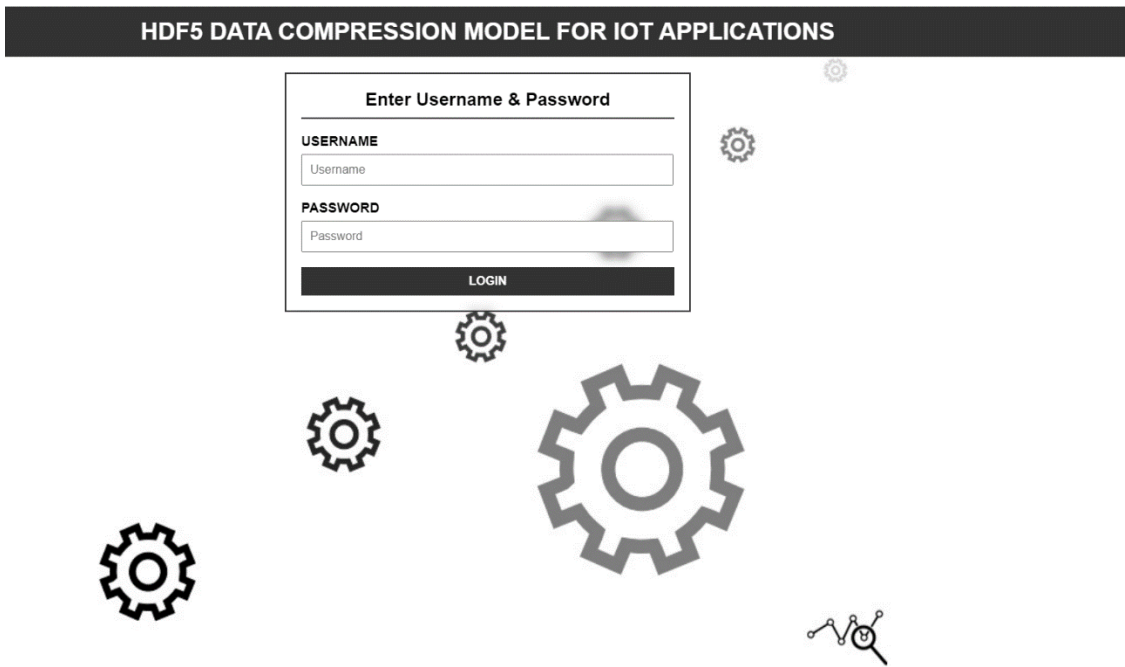 HDF5 DATA COMPRESSION MODEL FOR IOT APPLICATIONS
Enter Username & Password
USERNAME
Username
PASSWORD
Password
LOGIN